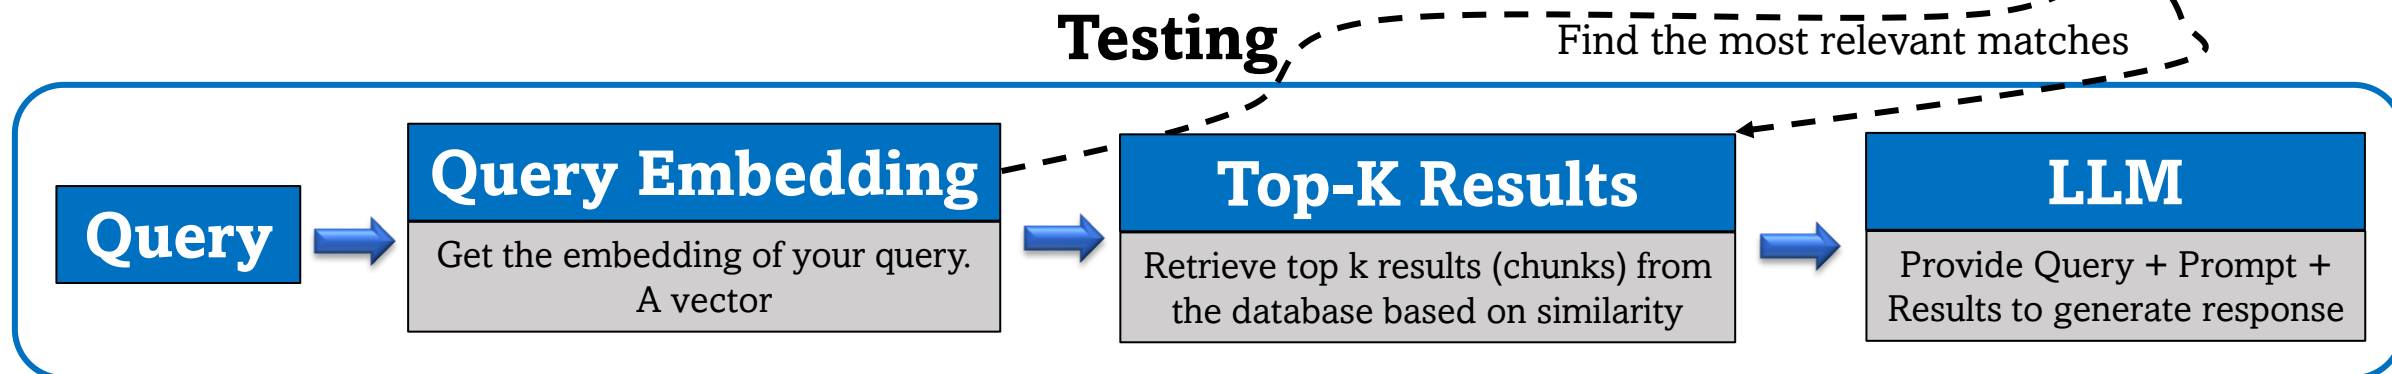 Testing
Find the most relevant matches
Query
Query Embedding
Get the embedding of your query.
A vector
Top-K Results
Retrieve top k results (chunks) from
the database based on similarity
LLM
Provide Query + Prompt +
Results to generate response